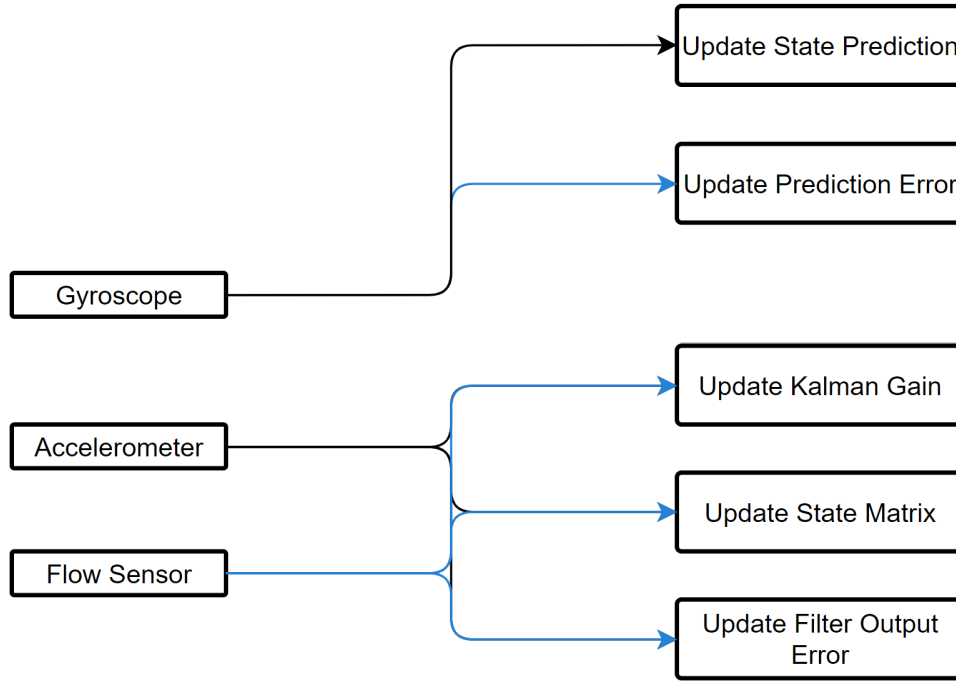 Update State Prediction
Update Prediction Error
Gyroscope
Update Kalman Gain
Accelerometer
Update State Matrix
Flow Sensor
Update Filter Output
Error